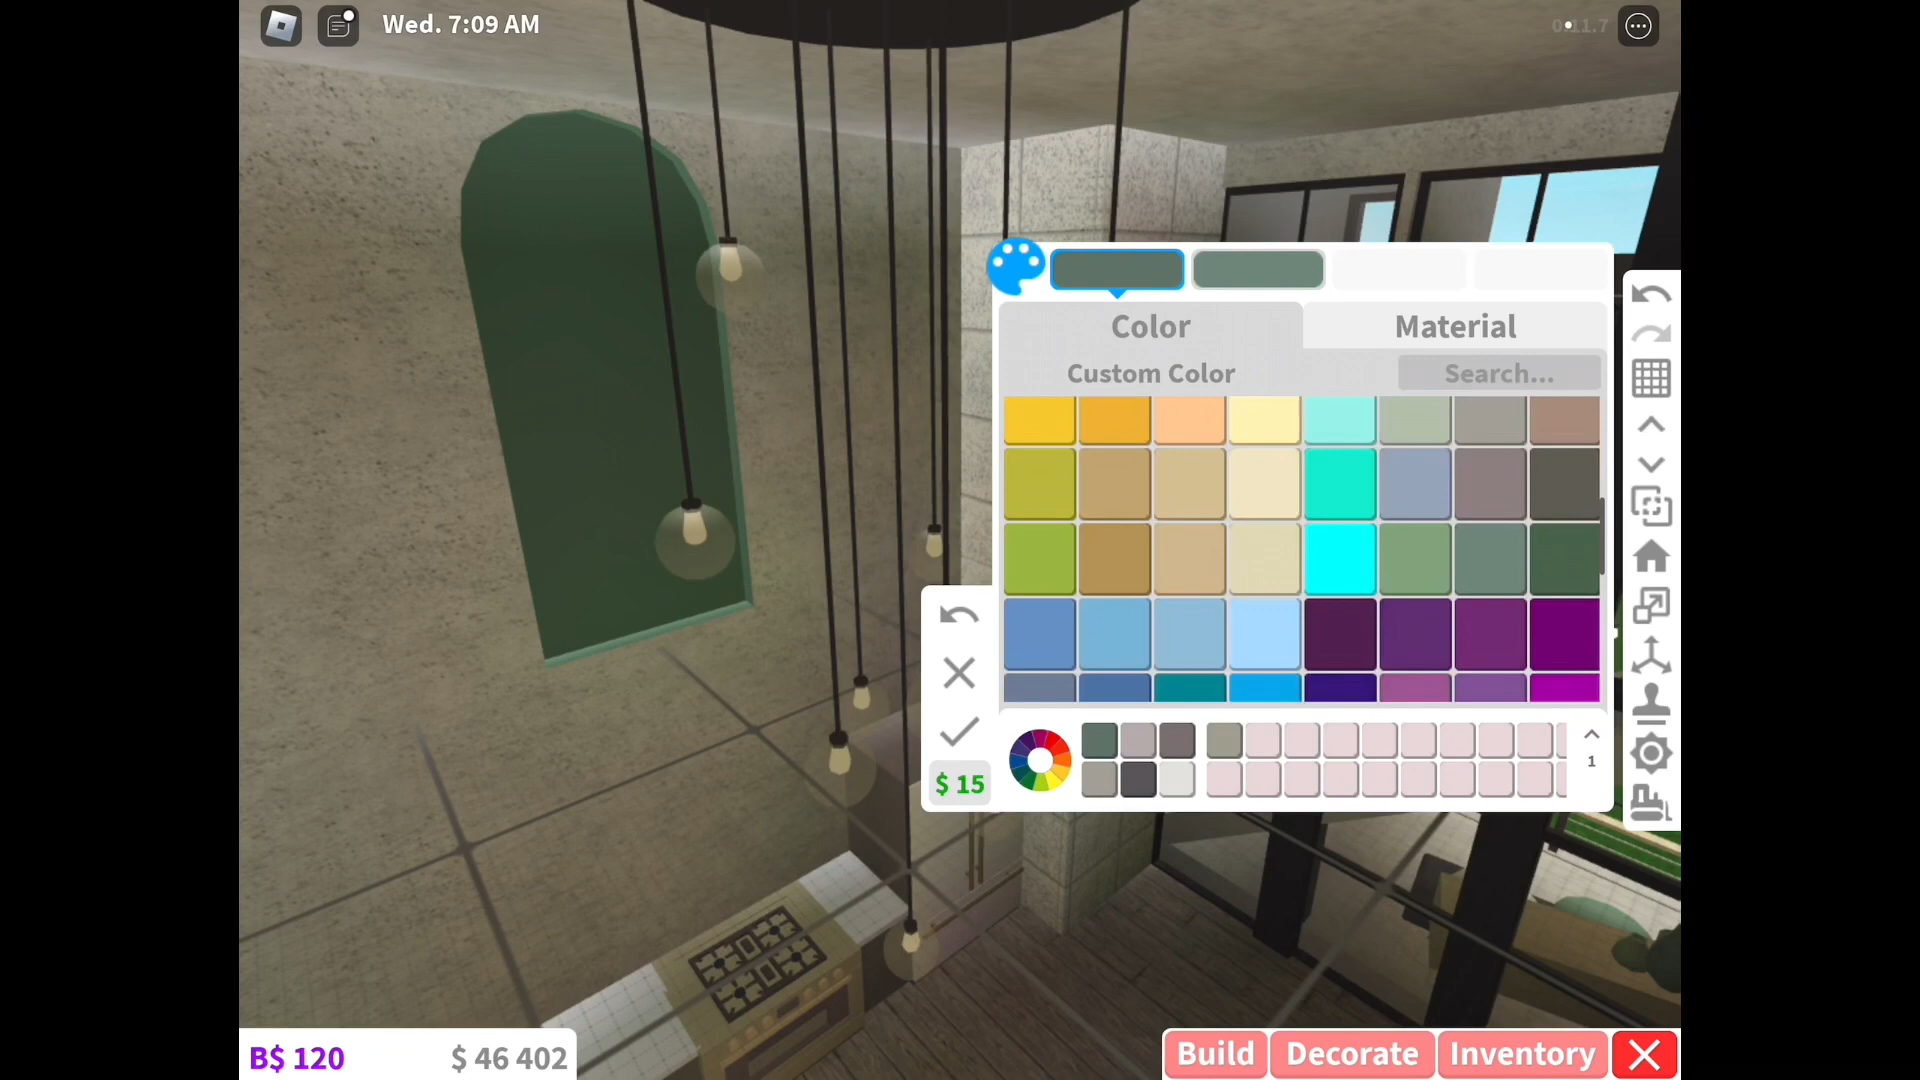 Wed. 7:09 AM
Color
Material
Custom Color
Search...
1
$ 15
B$ 120
$ 46 402
Build
Decorate
Inventory